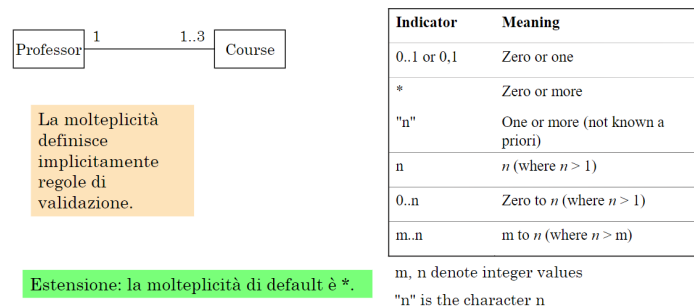 Professor 1 1..3 Course
La molteplicità
definisce
implicitamente
regole di
validazione.
Estensione: la molteplicità di default è *.
Indicator Meaning
0..1 or 0,1 Zero or one
* Zero or more
"n" One or more (not known a
priori)
n n (where n > 1)
0..n Zero to n (where n > 1)
m..n m to n (where n > m)
m, n denote integer values
"n" is the character n